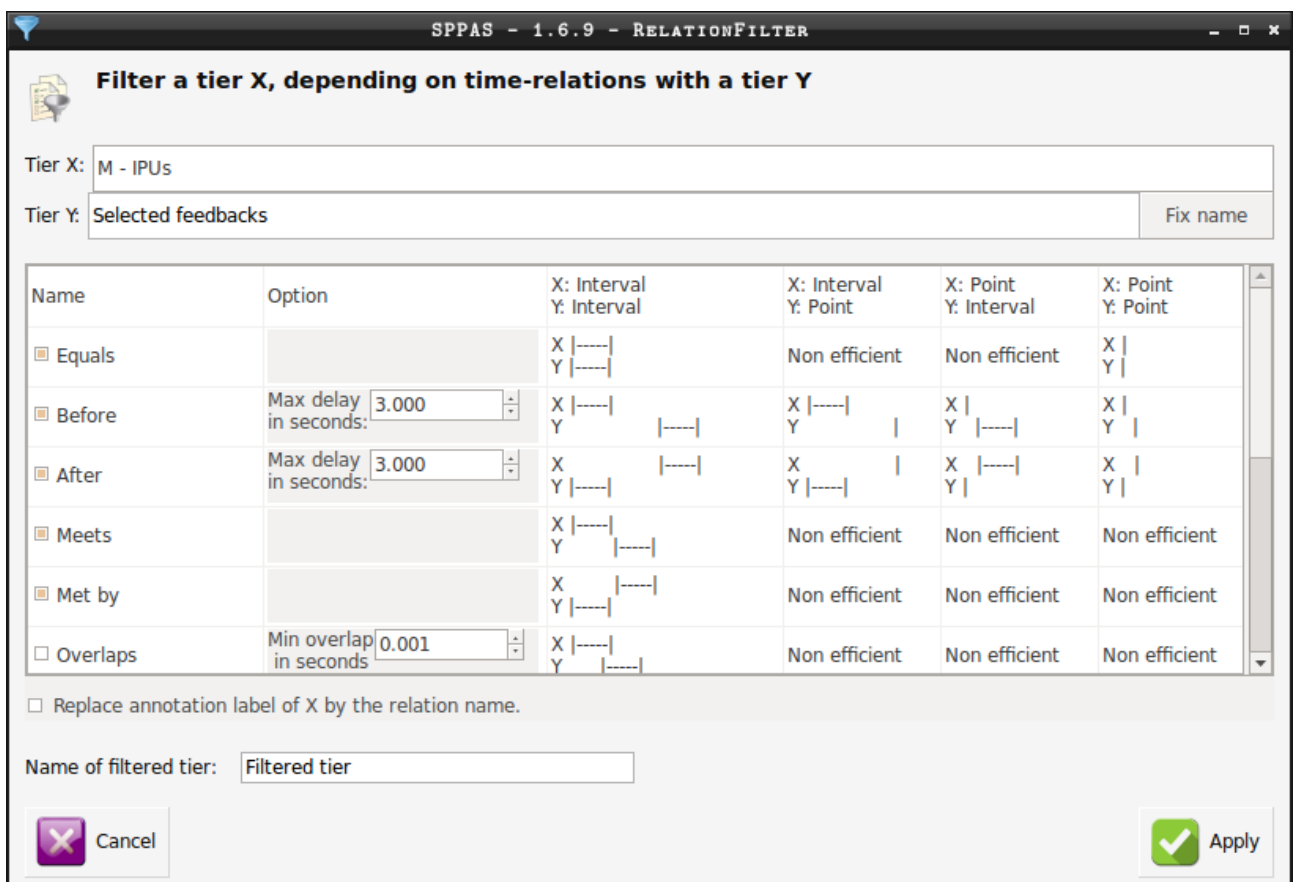 SPPAS - 1.6.9 - RelationFilter
Filter a tier X, depending on time-relations with a tier Y
Tier X: M - IPUs
Tier Y: Selected feedbacks Fix name
Name Option X: Interval X: Interval X: Point X: Point
Y: Interval Y: Point Y: Interval Y: Point
Equals X |-----| Non efficient Non efficient X |
Y |-----| Y |
Before Max delay in seconds: 3.000 X |-----| X |-----| X | X |
Y |-----| Y | Y |-----| Y |
After Max delay in seconds: 3.000 X |-----| X | X |-----| X |
Y |-----| Y |-----| Y | Y |
Meets X |-----| Non efficient Non efficient Non efficient
Y |-----|
Met by X |-----| Non efficient Non efficient Non efficient
Y |-----|
Overlaps Min overlap in seconds 0.001 X |-----| Non efficient Non efficient Non efficient
Y |-----|
Replace annotation label of X by the relation name.
Name of filtered tier: Filtered tier
Cancel Apply